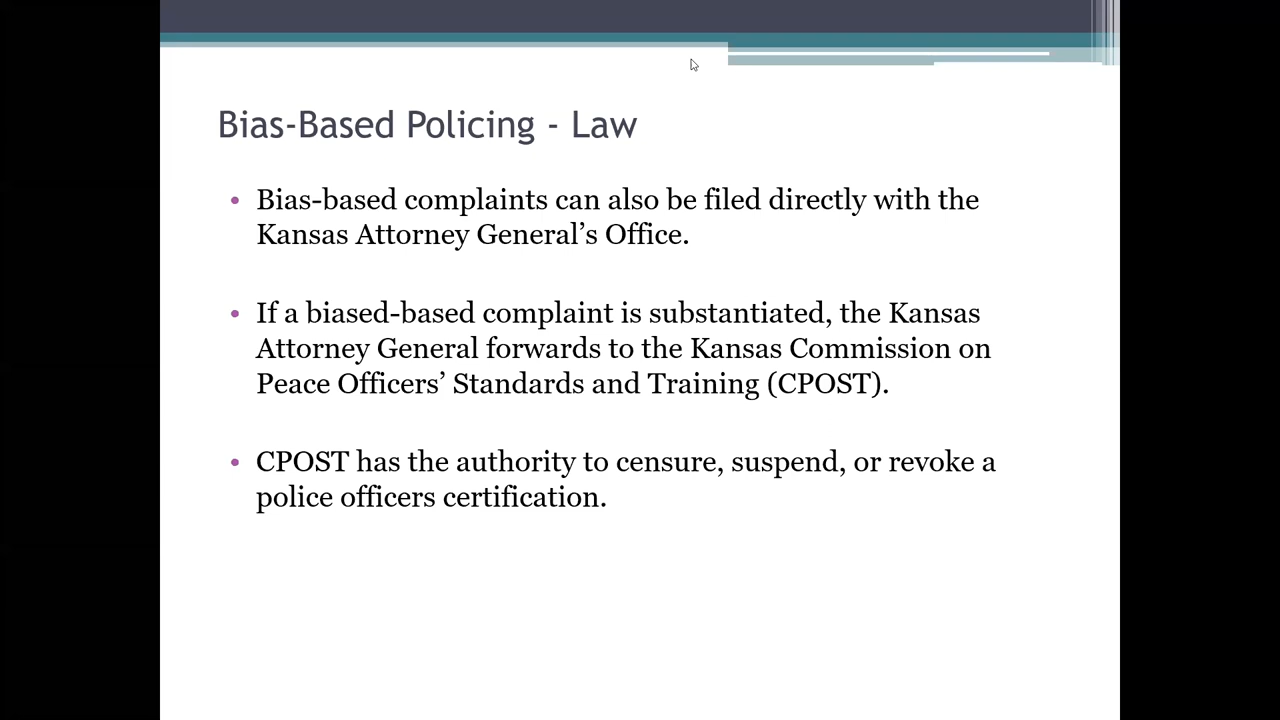 Bias-Based Policing - Law
• Bias-based complaints can also be filed directly with the
Kansas Attorney General’s Office.
• If a biased-based complaint is substantiated, the Kansas
Attorney General forwards to the Kansas Commission on
Peace Officers’ Standards and Training (CPOST).
• CPOST has the authority to censure, suspend, or revoke a
police officers certification.